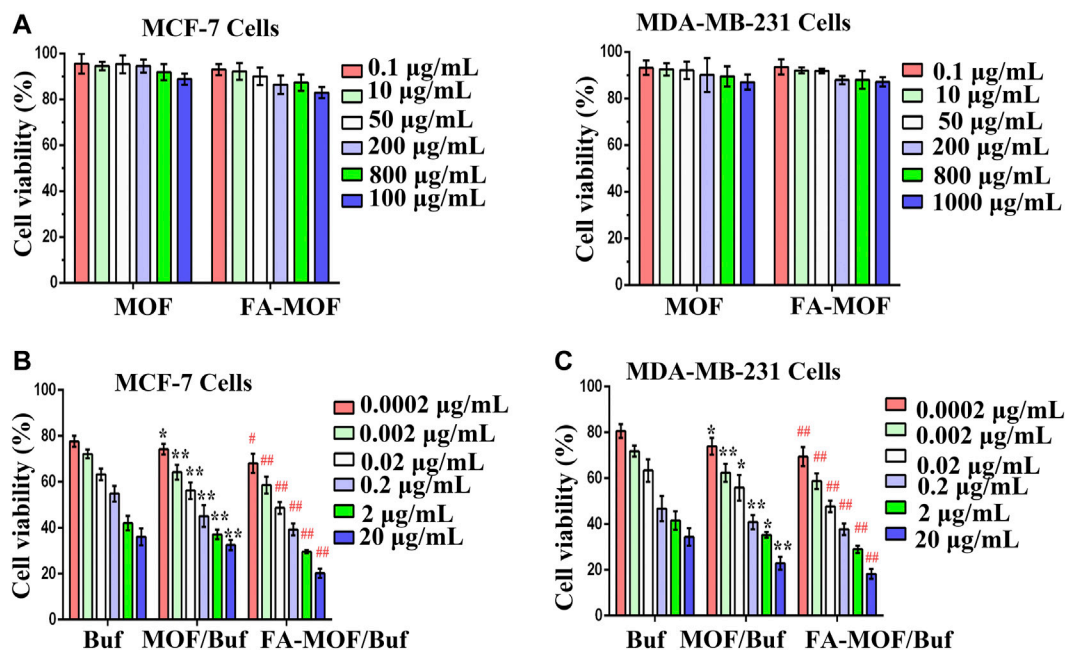 A
MCF-7 Cells
Cell viability (%)
100
80
60
40
20
0
MOF
FA-MOF
0.1 µg/mL
10 µg/mL
50 µg/mL
200 µg/mL
800 µg/mL
100 µg/mL
MDA-MB-231 Cells
Cell viability (%)
100
80
60
40
20
0
MOF
FA-MOF
0.1 µg/mL
10 µg/mL
50 µg/mL
200 µg/mL
800 µg/mL
1000 µg/mL
B
MCF-7 Cells
Cell viability (%)
100
80
60
40
20
0
* ** ** ** ** **
# ## ## ## ## ##
Buf
MOF/Buf
FA-MOF/Buf
0.0002 µg/mL
0.002 µg/mL
0.02 µg/mL
0.2 µg/mL
2 µg/mL
20 µg/mL
C
MDA-MB-231 Cells
Cell viability (%)
100
80
60
40
20
0
* ** * ** * **
## ## ## ## ## ##
Buf
MOF/Buf
FA-MOF/Buf
0.0002 µg/mL
0.002 µg/mL
0.02 µg/mL
0.2 µg/mL
2 µg/mL
20 µg/mL